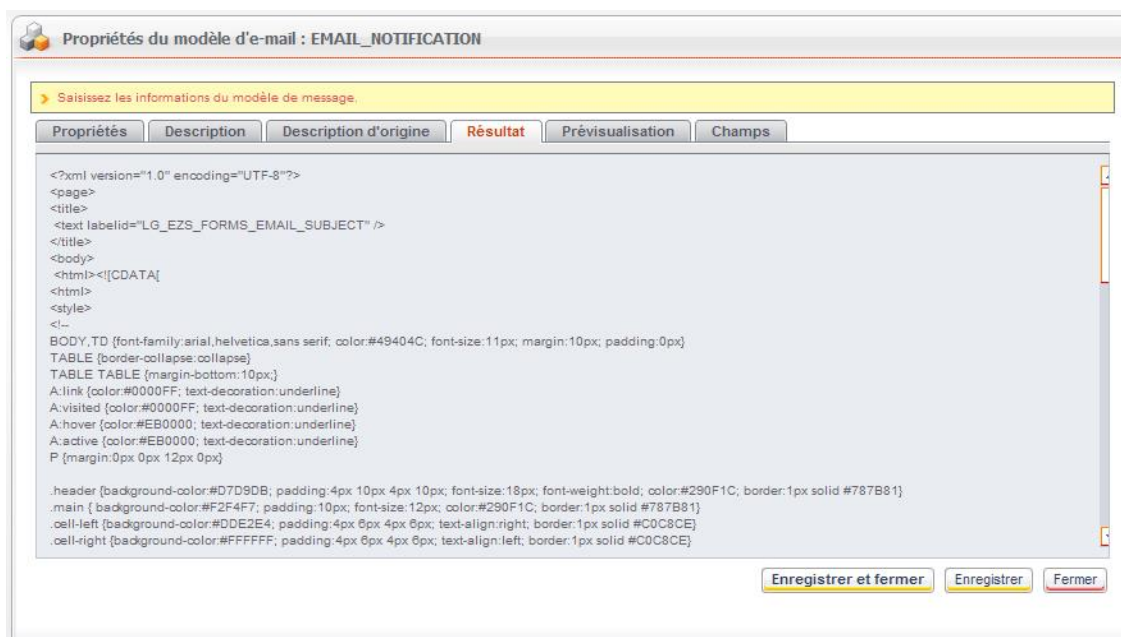 Propriétés du modèle d'e-mail : EMAIL_NOTIFICATION
Saisissez les informations du modèle de message.
Propriétés Description Description d'origine Résultat Prévisualisation Champs
<?xml version="1.0" encoding="UTF-8"?>
<page>
<title>
<text labelid="LG_EZS_FORMS_EMAIL_SUBJECT" />
</title>
<body>
<html><![CDATA[
<html>
<style>
<!--
BODY,TD {font-family:arial,helvetica,sans serif; color:#49404C; font-size:11px; margin:10px; padding:0px}
TABLE {border-collapse:collapse}
TABLE TABLE {margin-bottom:10px;}
A:link {color:#0000FF; text-decoration:underline}
A:visited {color:#0000FF; text-decoration:underline}
A:hover {color:#EB0000; text-decoration:underline}
A:active {color:#EB0000; text-decoration:underline}
P {margin:0px 0px 12px 0px}
.header {background-color:#D7D9DB; padding:4px 10px 4px 10px; font-size:18px; font-weight:bold; color:#290F1C; border:1px solid #787B81}
.main { background-color:#F2F4F7; padding:10px; font-size:12px; color:#290F1C; border:1px solid #787B81}
.cell-left {background-color:#DDE2E4; padding:4px 6px 4px 6px; text-align:right; border:1px solid #C0C8CE}
.cell-right {background-color:#FFFFFF; padding:4px 6px 4px 6px; text-align:left; border:1px solid #C0C8CE}
Enregistrer et fermer Enregistrer Fermer